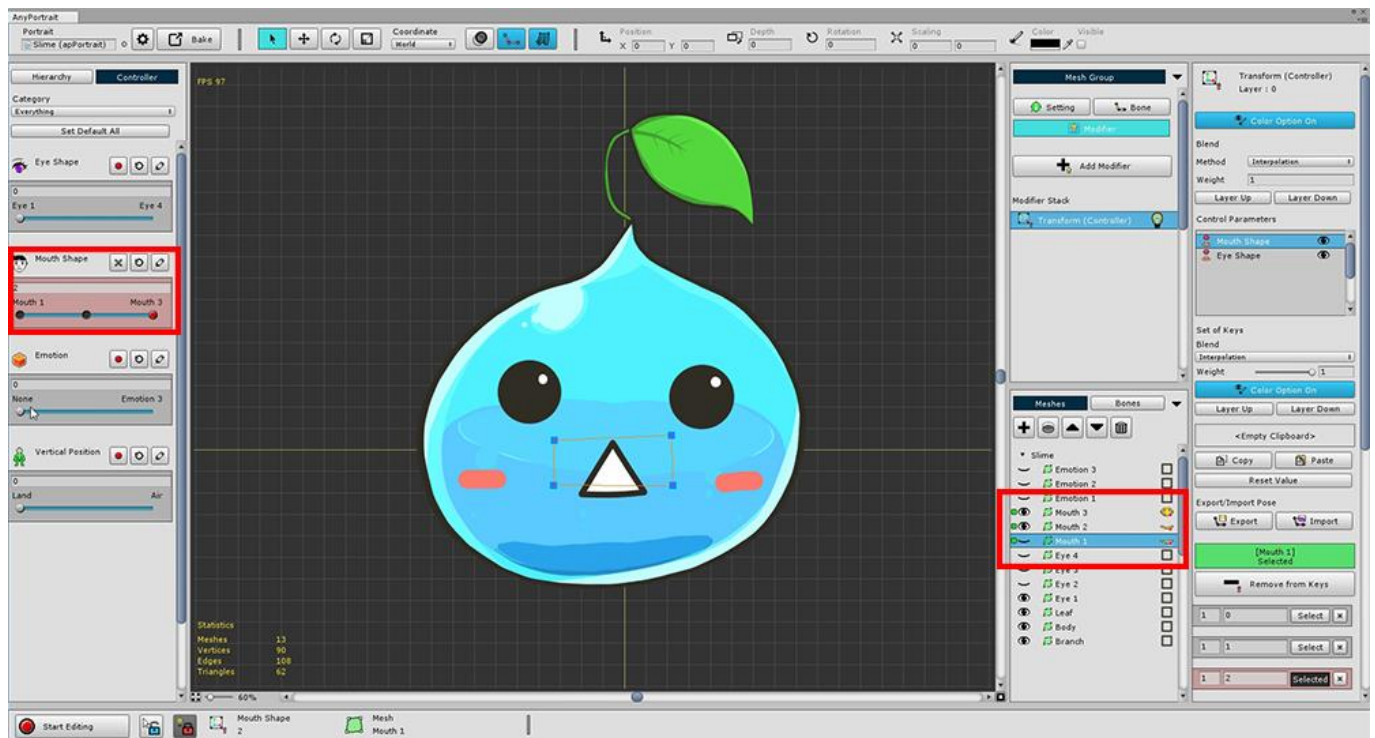 AnyPortrait
Portrait
Slime (apPortrait)
Bake
Coordinate
World
Position
X 0 Y 0
Depth
0
Rotation
0
Scaling
0 0
Color
Visible
Hierarchy
Controller
Category
Everything
Set Default All
Eye Shape
0
Eye 1
Eye 4
Mouth Shape
2
Mouth 1
Mouth 3
Emotion
0
None
Emotion 3
Vertical Position
0
Land
Air
FPS 97
Statistics
Meshes 13
Vertices 90
Edges 108
Triangles 62
60%
Mesh Group
Setting
Bone
Modifier
Add Modifier
Modifier Stack
Transform (Controller)
Meshes
Bones
Slime
Emotion 3
Emotion 2
Emotion 1
Mouth 3
Mouth 2
Mouth 1
Eye 4
Eye 3
Eye 2
Eye 1
Leaf
Body
Branch
Transform (Controller)
Layer : 0
Color Option On
Blend
Method
Interpolation
Weight
1
Layer Up
Layer Down
Control Parameters
Mouth Shape
Eye Shape
Set of Keys
Blend
Interpolation
Weight
1
Color Option On
Layer Up
Layer Down
<Empty Clipboard>
Copy
Paste
Reset Value
Export/Import Pose
Export
Import
[Mouth 1]
Selected
Remove from Keys
1 0 Select x
1 1 Select x
1 2 Selected x
Start Editing
Mouth Shape
2
Mesh
Mouth 1